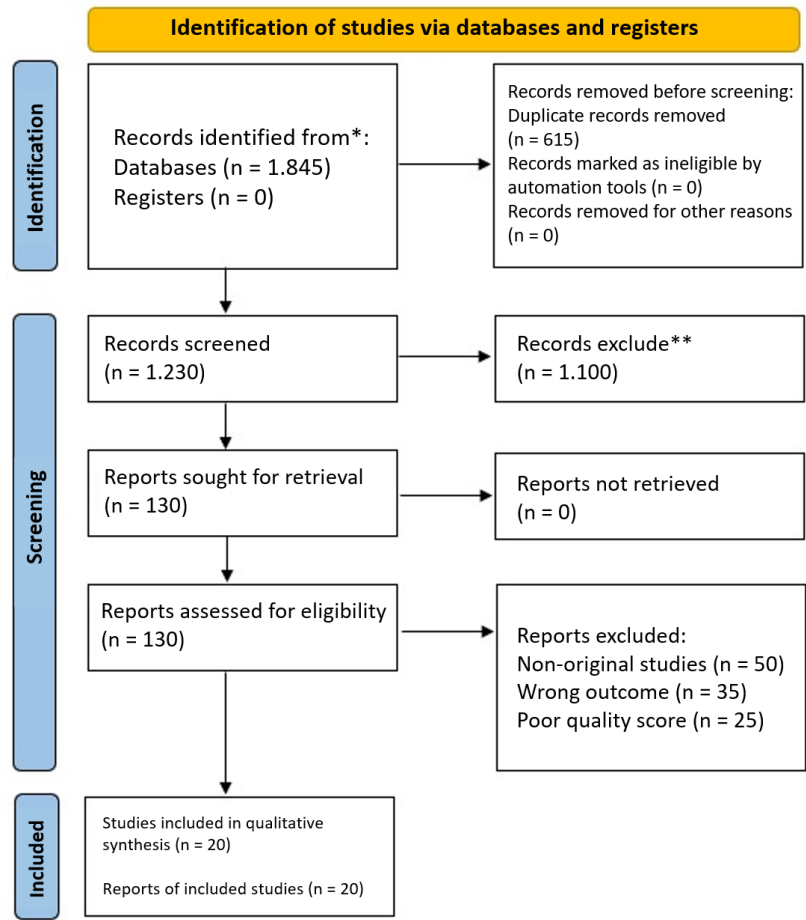 Identification of studies via databases and registers
Identification
Records identified from*:
Databases (n = 1.845)
Registers (n = 0)
Records removed before screening:
Duplicate records removed
(n = 615)
Records marked as ineligible by
automation tools (n = 0)
Records removed for other reasons
(n = 0)
Screening
Records screened
(n = 1.230)
Records exclude**
(n = 1.100)
Reports sought for retrieval
(n = 130)
Reports not retrieved
(n = 0)
Reports assessed for eligibility
(n = 130)
Reports excluded:
Non-original studies (n = 50)
Wrong outcome (n = 35)
Poor quality score (n = 25)
Included
Studies included in qualitative
synthesis (n = 20)
Reports of included studies (n = 20)